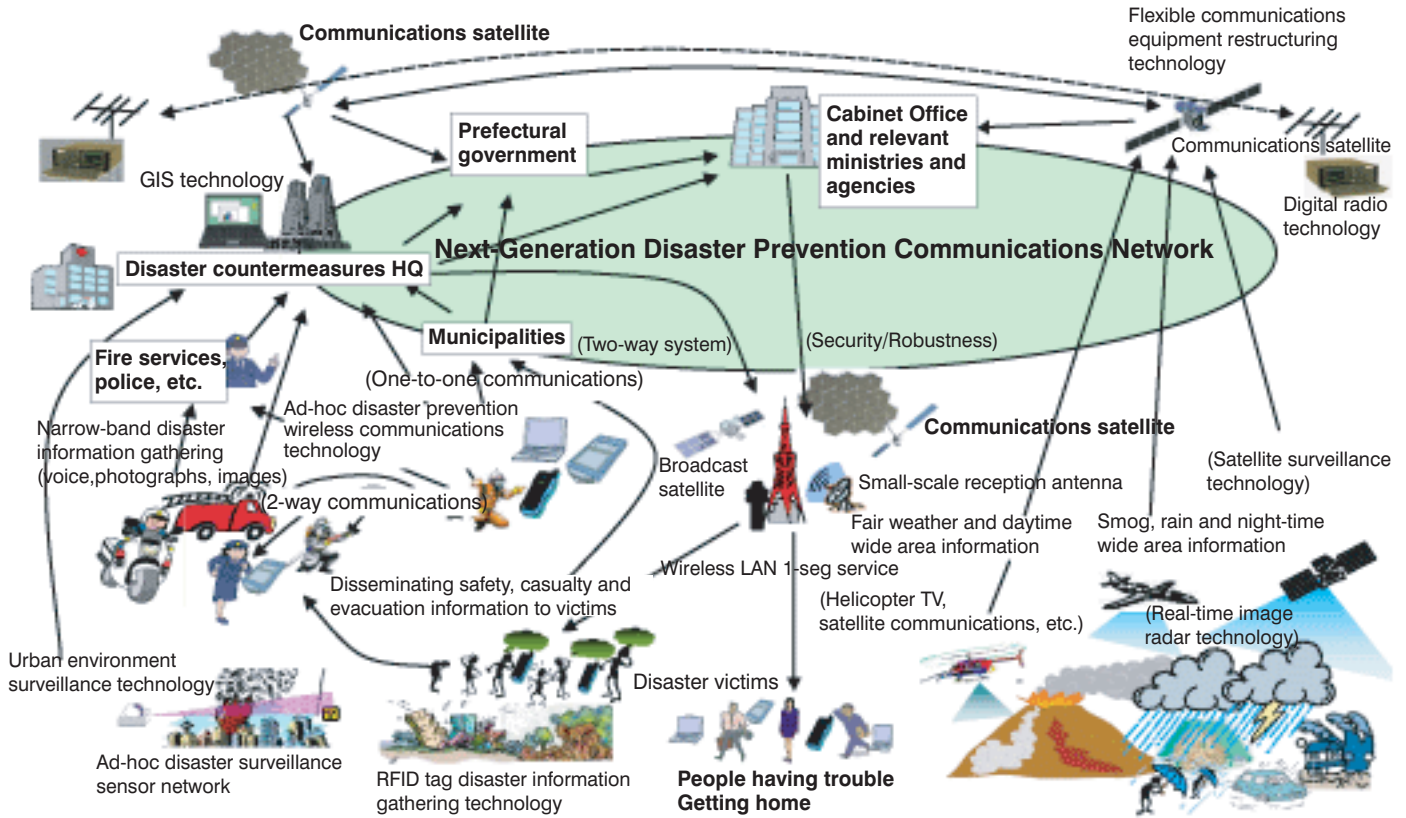 Communications satellite
Flexible communications
equipment restructuring
technology
Prefectural
government
Cabinet Office
and relevant
ministries and
agencies
Communications satellite
GIS technology
Digital radio
technology
Next-Generation Disaster Prevention Communications Network
Disaster countermeasures HQ
Municipalities
(Two-way system)
(Security/Robustness)
Fire services,
police, etc.
(One-to-one communications)
Ad-hoc disaster prevention
wireless communications
technology
Narrow-band disaster
information gathering
(voice,photographs, images)
(2-way communications)
Communications satellite
Broadcast
satellite
Small-scale reception antenna
(Satellite surveillance
technology)
Fair weather and daytime
wide area information
Smog, rain and night-time
wide area information
Wireless LAN 1-seg service
Disseminating safety, casualty and
evacuation information to victims
(Helicopter TV,
satellite communications, etc.)
(Real-time image
radar technology)
Urban environment
surveillance technology
Disaster victims
Ad-hoc disaster surveillance
sensor network
RFID tag disaster information
gathering technology
People having trouble
Getting home